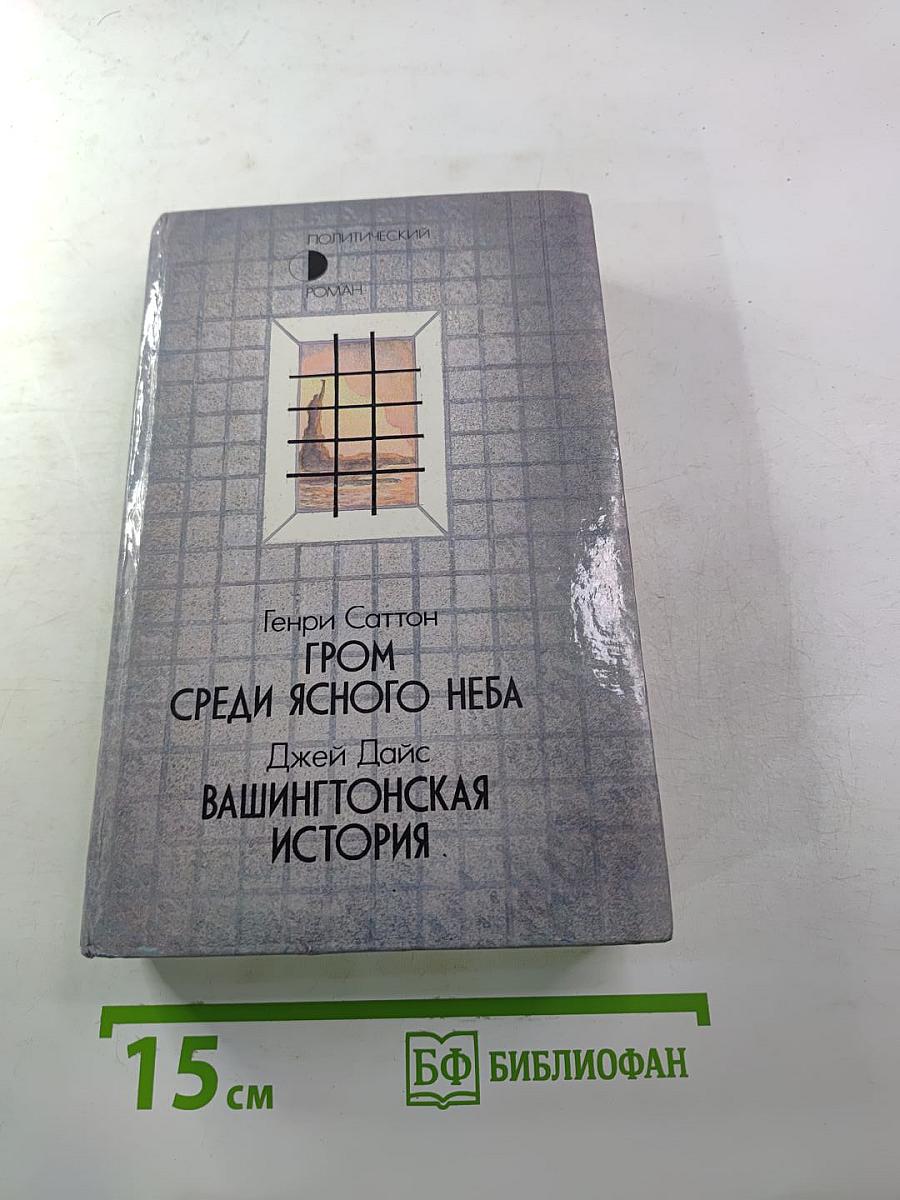 ПОЛИТИЧЕСКИЙ
РОМАН
Генри Саттон
ГРОМ
СРЕДИ ЯСНОГО НЕБА
Джей Дайс
ВАШИНГТОНСКАЯ
ИСТОРИЯ
15 см
БФ БИБЛИОФАН